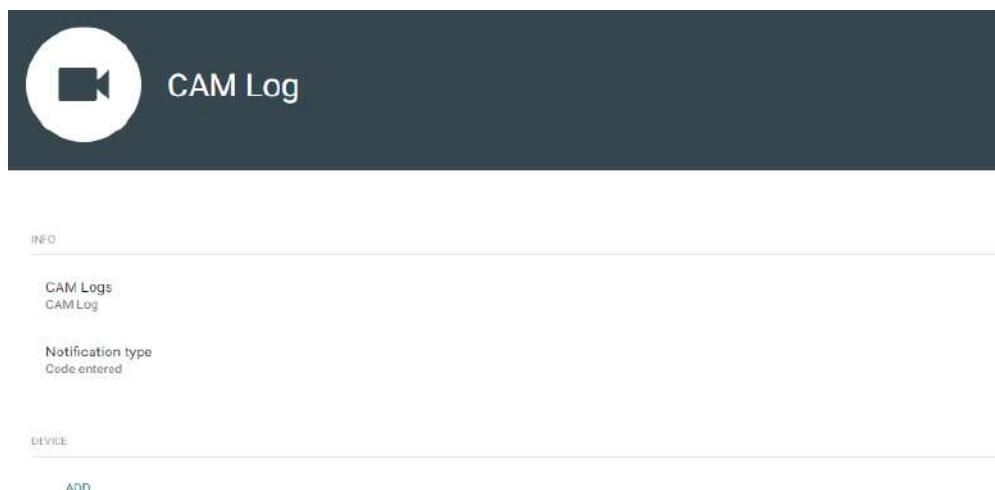 CAM Log
INFO
CAM Logs
CAM Log
Notification type
Code entered
DEVICE
ADD